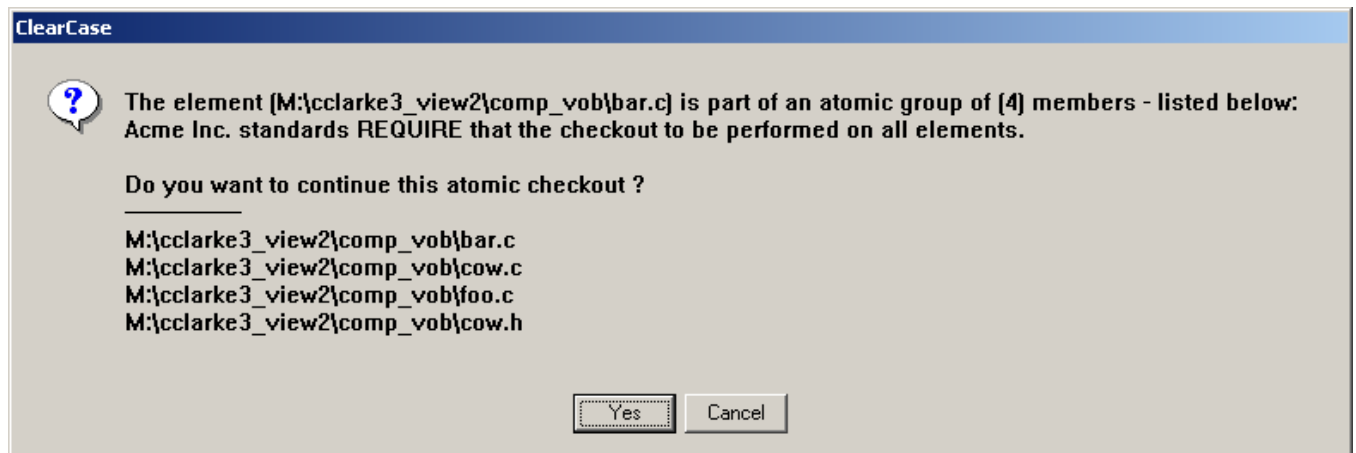 ClearCase
?
The element (M:\cclarke3_view2\comp_vob\bar.c) is part of an atomic group of (4) members - listed below:
Acme Inc. standards REQUIRE that the checkout to be performed on all elements.
Do you want to continue this atomic checkout ?
M:\cclarke3_view2\comp_vob\bar.c
M:\cclarke3_view2\comp_vob\cow.c
M:\cclarke3_view2\comp_vob\foo.c
M:\cclarke3_view2\comp_vob\cow.h
Yes Cancel